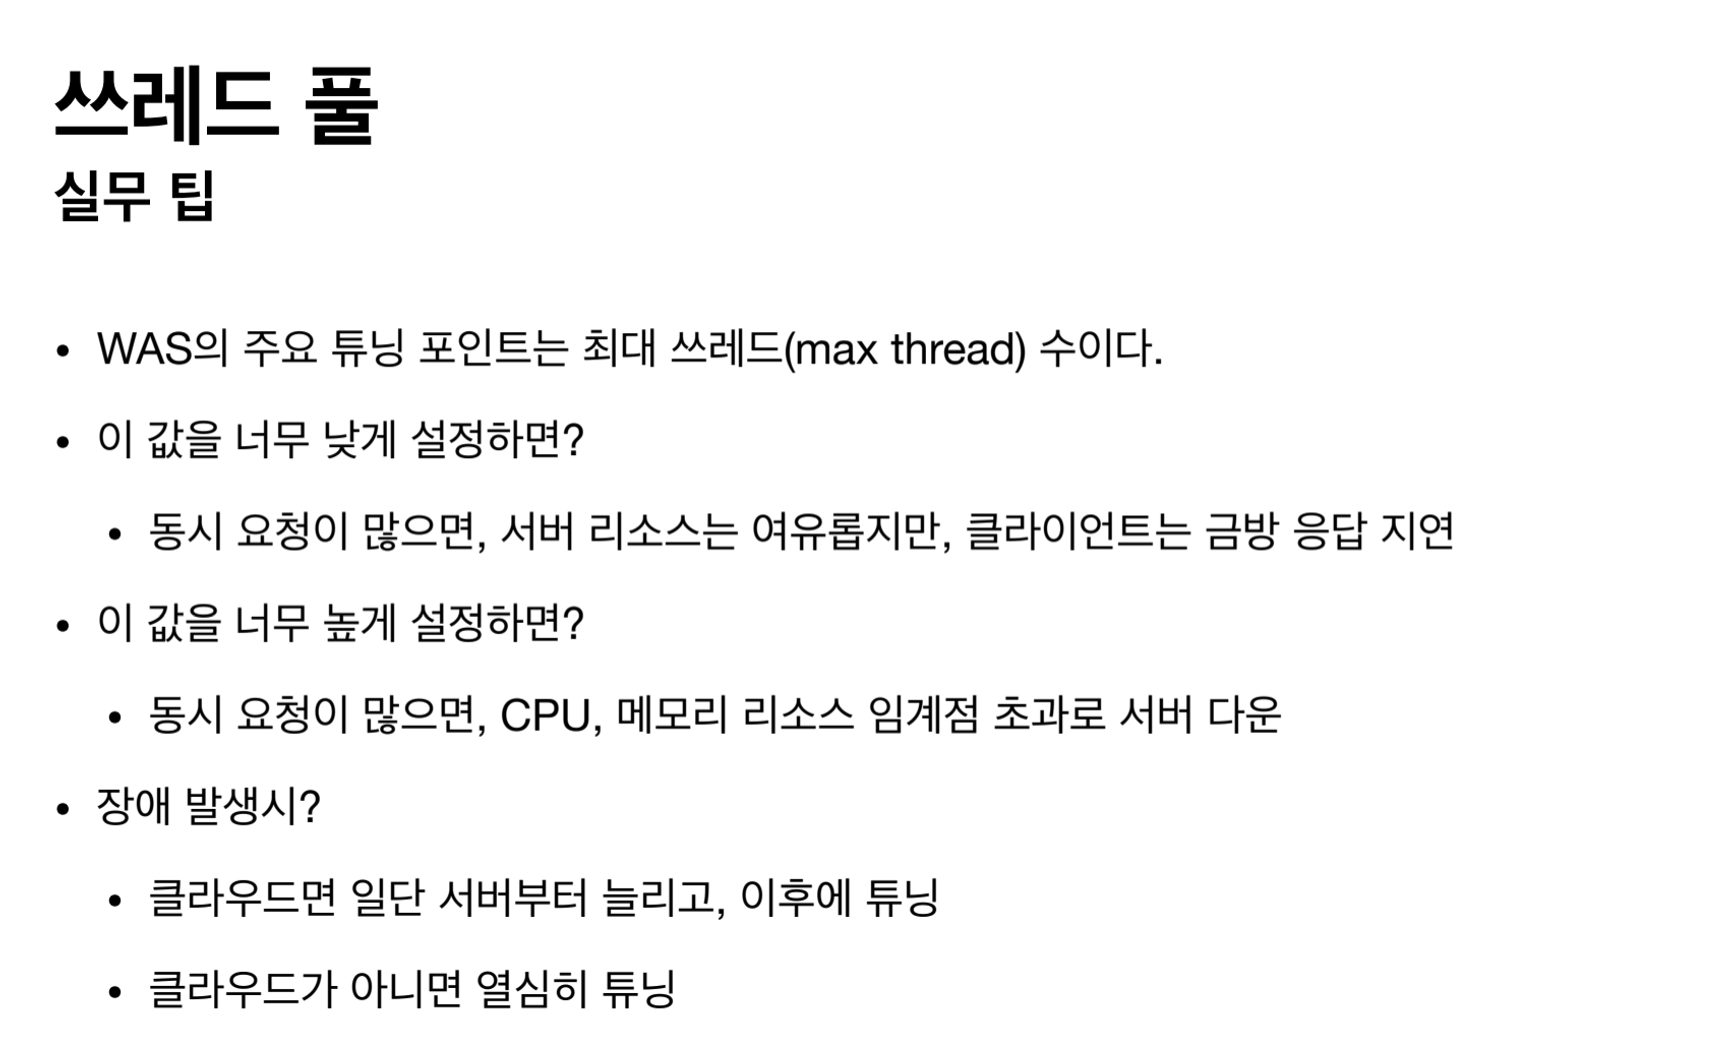 쓰레드 풀
실무 팁
• WAS의 주요 튜닝 포인트는 최대 쓰레드(max thread) 수이다.
• 이 값을 너무 낮게 설정하면?
• 동시 요청이 많으면, 서버 리소스는 여유롭지만, 클라이언트는 금방 응답 지연
• 이 값을 너무 높게 설정하면?
• 동시 요청이 많으면, CPU, 메모리 리소스 임계점 초과로 서버 다운
• 장애 발생시?
• 클라우드면 일단 서버부터 늘리고, 이후에 튜닝
• 클라우드가 아니면 열심히 튜닝